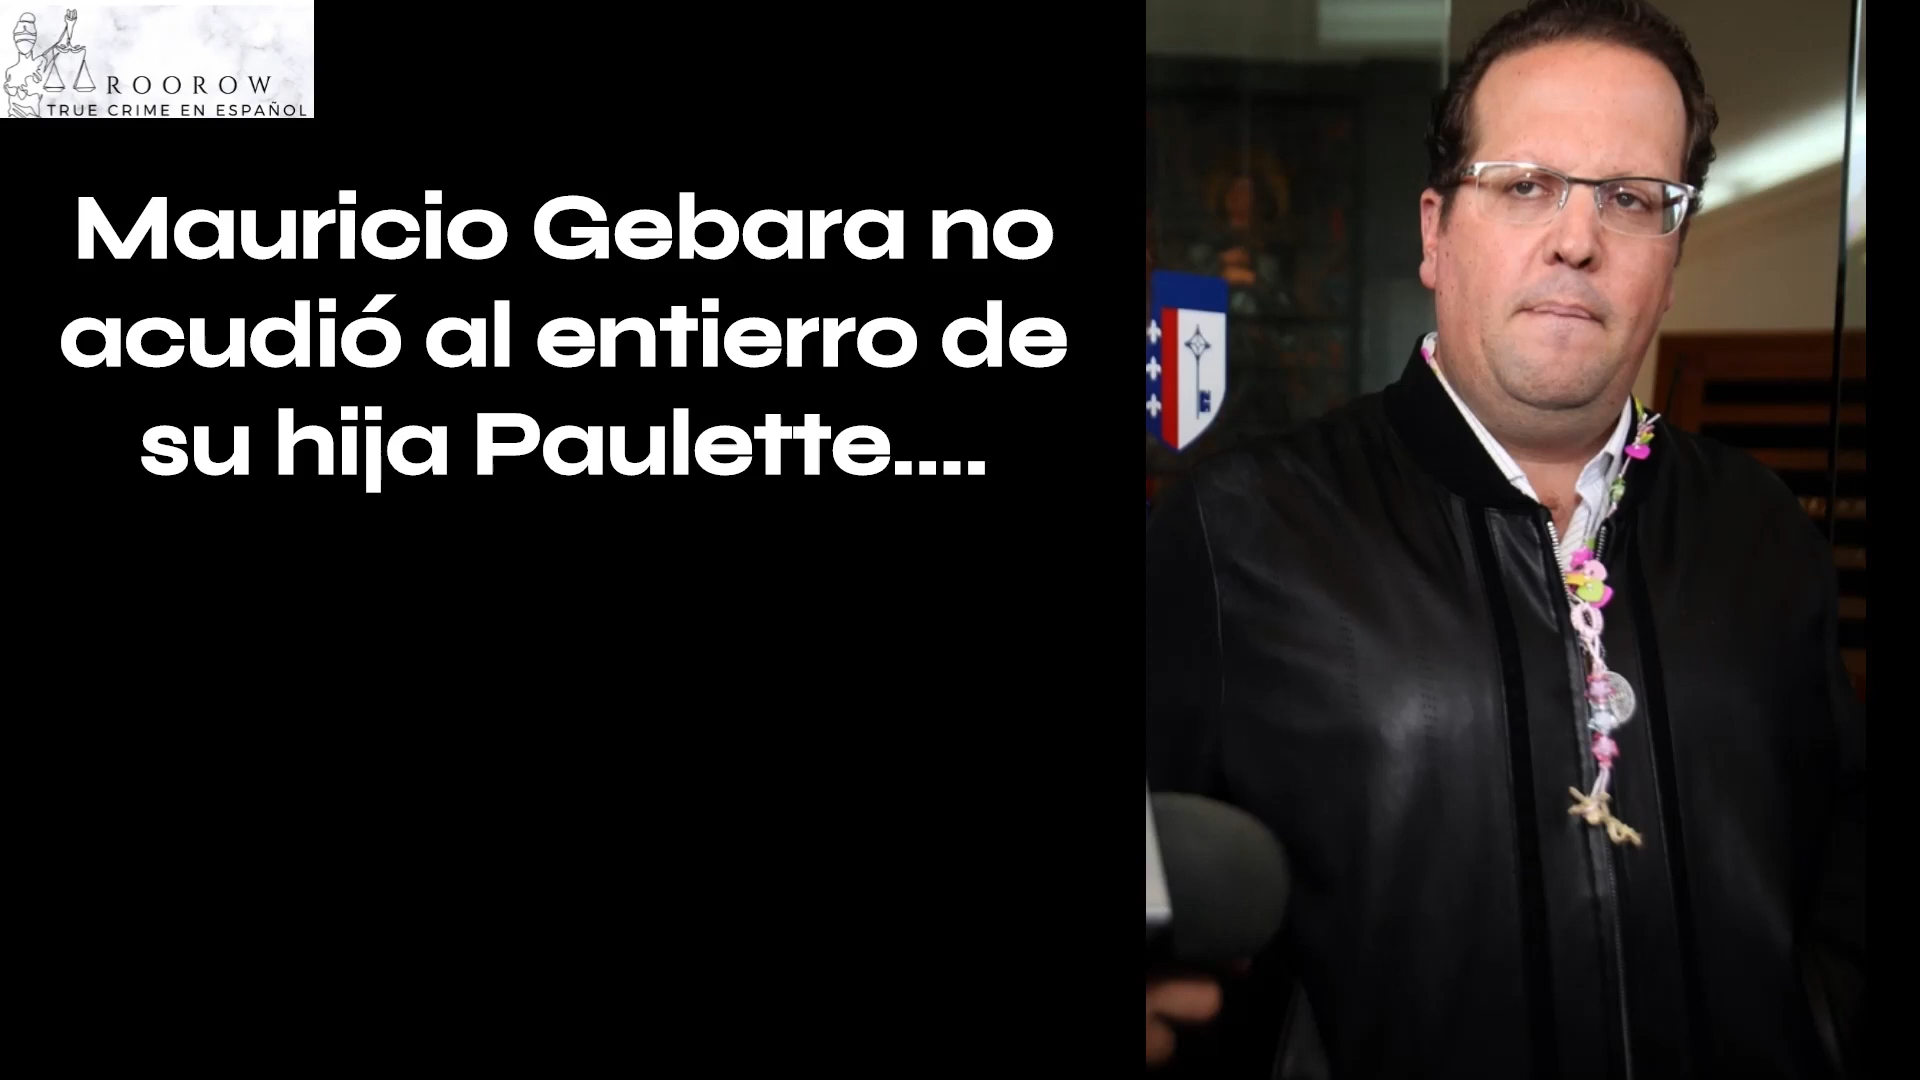 ROOROW
TRUE CRIME EN ESPAÑOL
Mauricio Gebara no
acudió al entierro de
su hija Paulette....